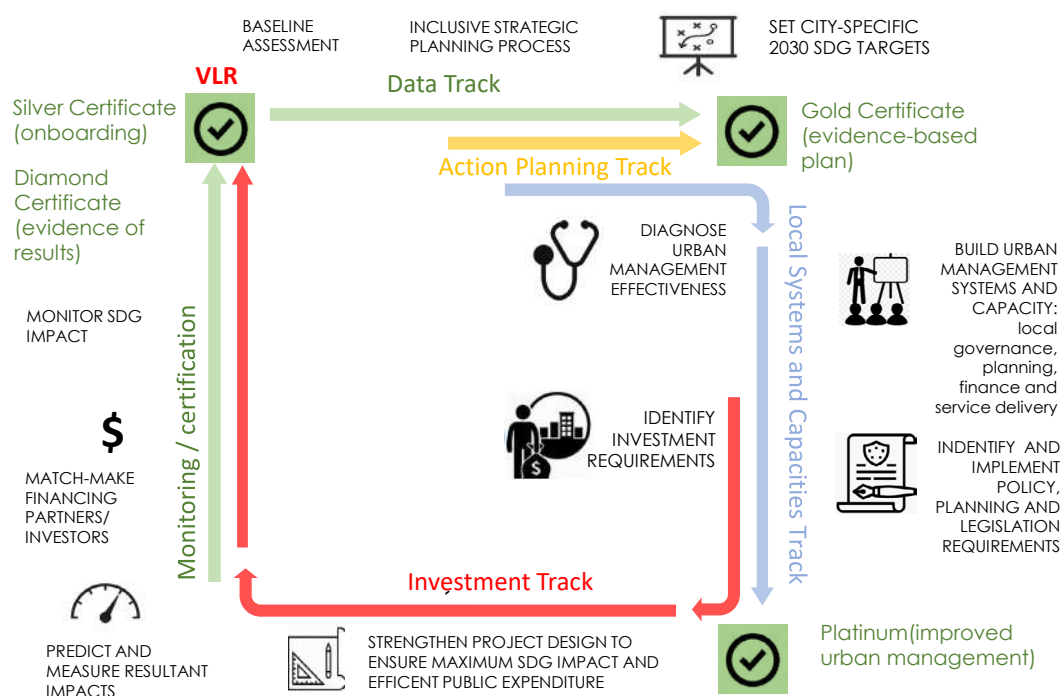 BASELINE
ASSESSMENT
INCLUSIVE STRATEGIC
PLANNING PROCESS
SET CITY-SPECIFIC
2030 SDG TARGETS
VLR
Silver Certificate
(onboarding)
Data Track
Gold Certificate
(evidence-based
plan)
Action Planning Track
Diamond
Certificate
(evidence of
results)
DIAGNOSE
URBAN
MANAGEMENT
EFFECTIVENESS
Local Systems and Capacities Track
BUILD URBAN
MANAGEMENT
SYSTEMS AND
CAPACITY:
local
governance,
planning,
finance and
service delivery
MONITOR SDG
IMPACT
Monitoring / certification
$
MATCH-MAKE
FINANCING
PARTNERS/
INVESTORS
$
IDENTIFY
INVESTMENT
REQUIREMENTS
INDENTIFY AND
IMPLEMENT
POLICY,
PLANNING AND
LEGISLATION
REQUIREMENTS
Investment Track
PREDICT AND
MEASURE RESULTANT
IMPACTS
STRENGTHEN PROJECT DESIGN TO
ENSURE MAXIMUM SDG IMPACT AND
EFFICENT PUBLIC EXPENDITURE
Platinum(improved
urban management)